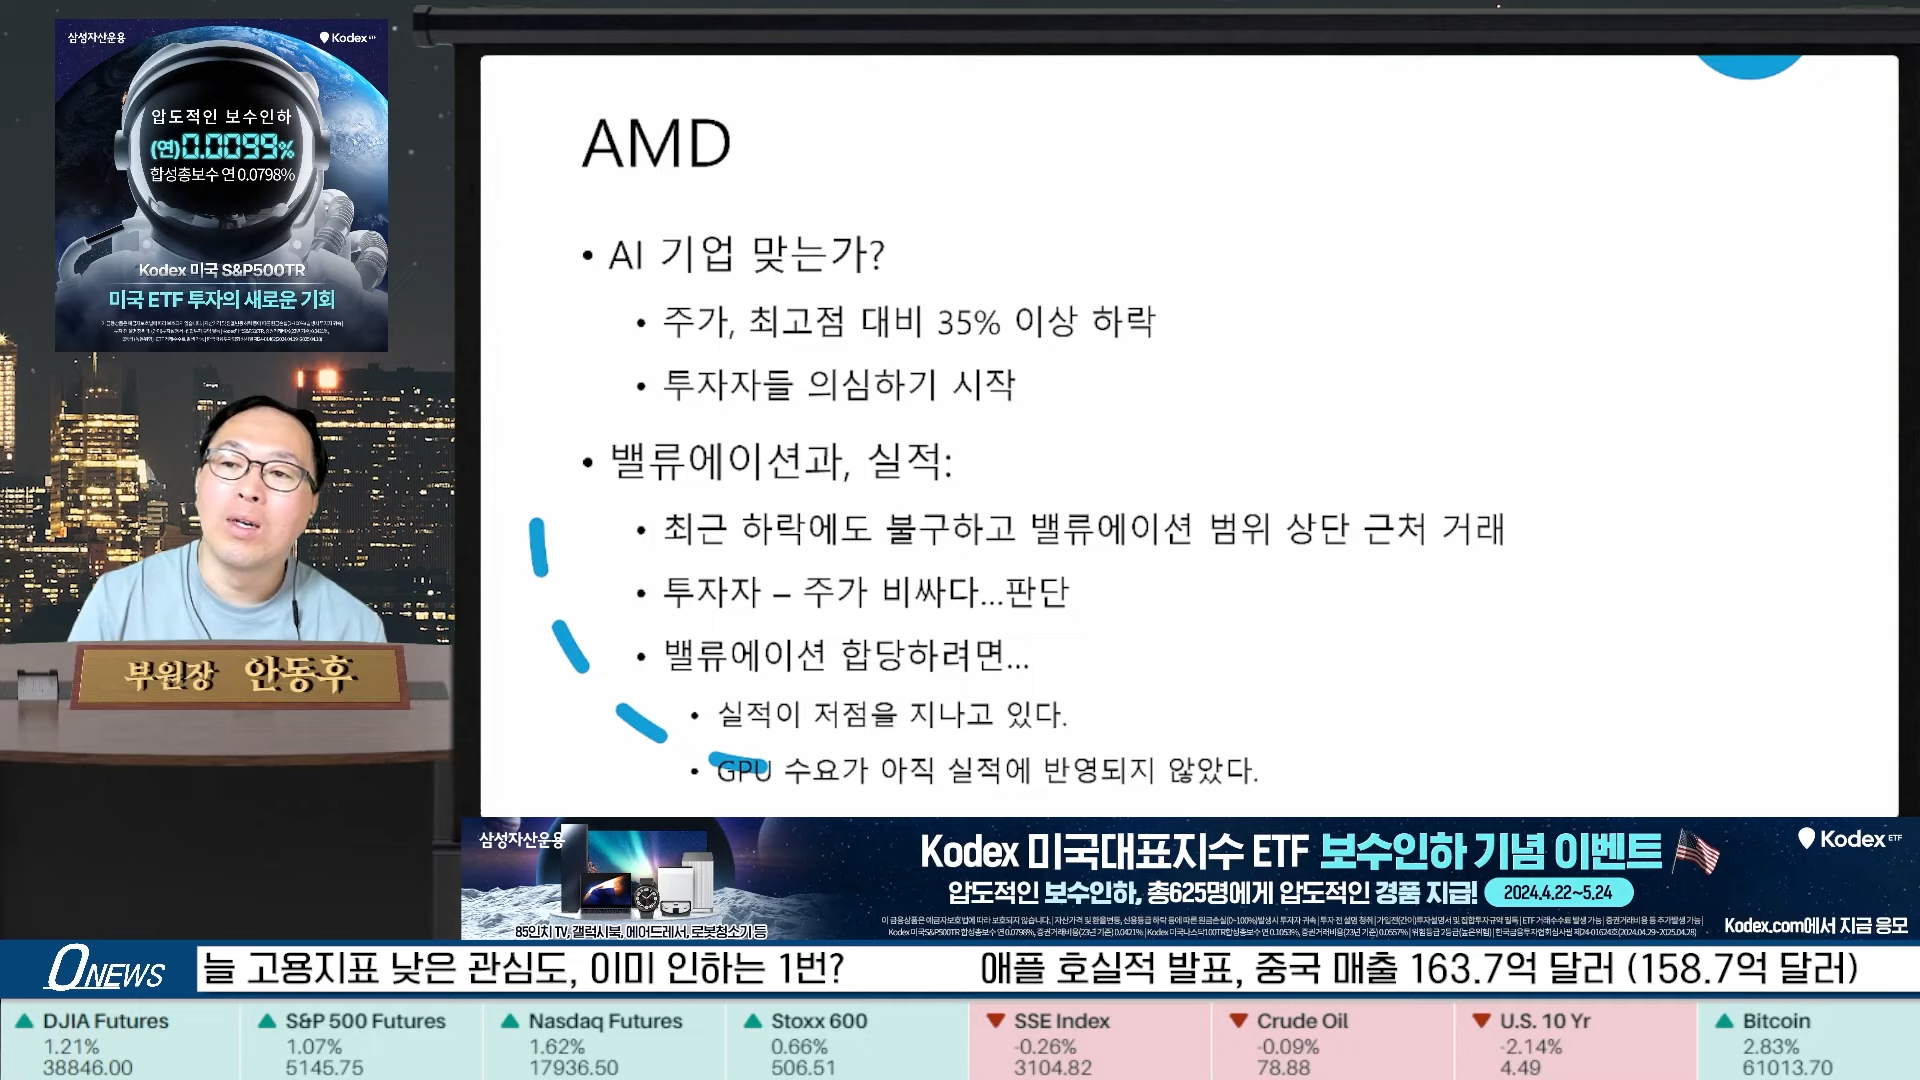 삼성자산운용
Kodex ETF
압도적인 보수인하
(연)0.0099%
합성총보수 연 0.0798%
Kodex 미국 S&P500TR
미국 ETF 투자의 새로운 기회
부원장 안동후
AMD
• AI 기업 맞는가?
• 주가, 최고점 대비 35% 이상 하락
• 투자자들 의심하기 시작
• 밸류에이션과, 실적:
• 최근 하락에도 불구하고 밸류에이션 범위 상단 근처 거래
• 투자자 – 주가 비싸다...판단
• 밸류에이션 합당하려면...
• 실적이 저점을 지나고 있다.
• GPU 수요가 아직 실적에 반영되지 않았다.
삼성자산운용
85인치 TV, 갤럭시북, 에어드레서, 로봇청소기 등
Kodex 미국대표지수 ETF 보수인하 기념 이벤트
압도적인 보수인하, 총625명에게 압도적인 경품 지급! 2024.4.22~5.24
Kodex ETF
Kodex.com에서 지금 응모
ONEWS
늘 고용지표 낮은 관심도, 이미 인하는 1번? 애플 호실적 발표, 중국 매출 163.7억 달러 (158.7억 달러)
DJIA Futures
1.21%
38846.00
S&P 500 Futures
1.07%
5145.75
Nasdaq Futures
1.62%
17936.50
Stoxx 600
0.66%
506.51
SSE Index
-0.26%
3104.82
Crude Oil
-0.09%
78.88
U.S. 10 Yr
-2.14%
4.49
Bitcoin
2.83%
61013.70